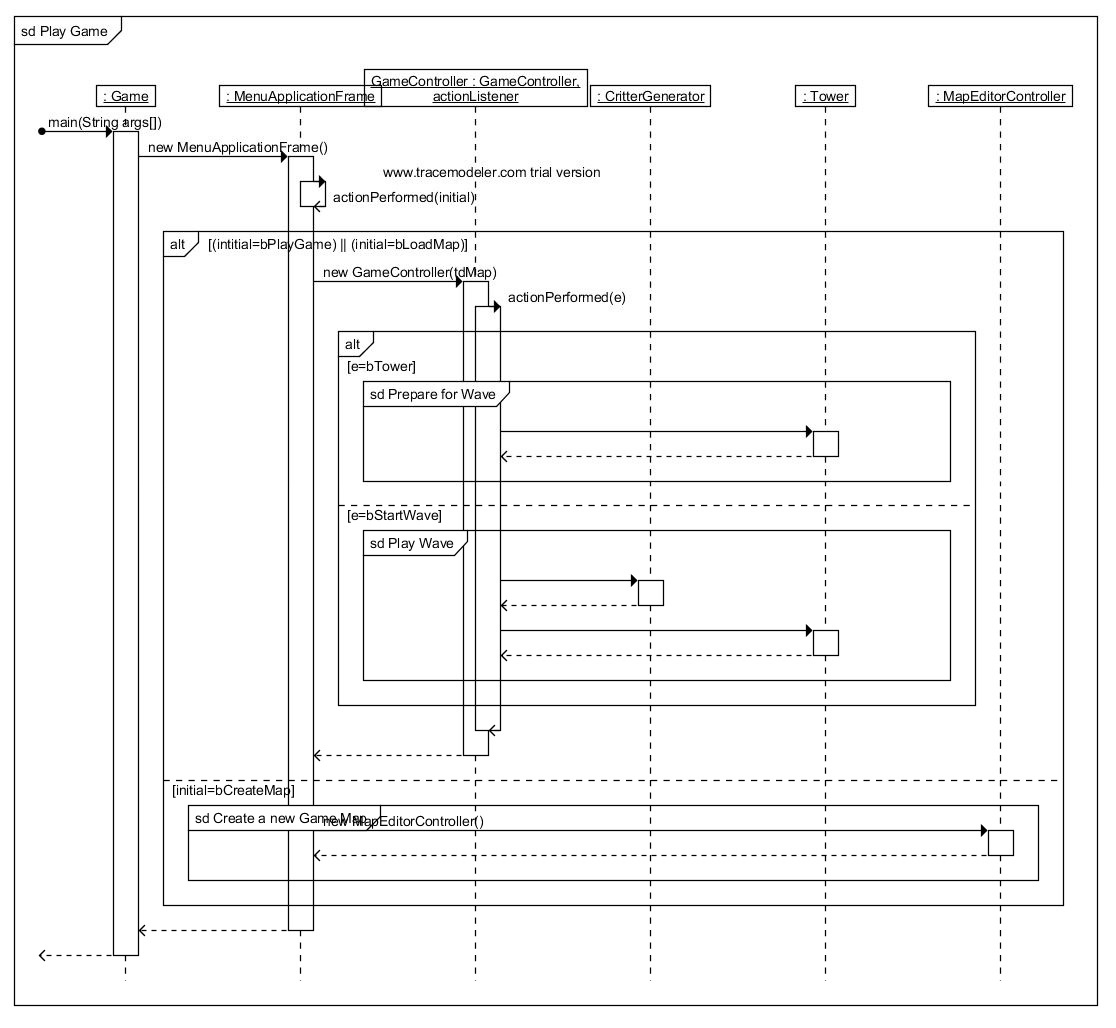 sd Play Game
: Game
: MenuApplicationFrame
GameController : GameController,
actionListener
: CritterGenerator
: Tower
: MapEditorController
main(String args[])
new MenuApplicationFrame()
www.tracemodeler.com trial version
actionPerformed(initial)
alt
[(intitial=bPlayGame) || (initial=bLoadMap)]
new GameController(tdMap)
actionPerformed(e)
alt
[e=bTower]
sd Prepare for Wave
[e=bStartWave]
sd Play Wave
[initial=bCreateMap]
sd Create a new Game Map
new MapEditorController()